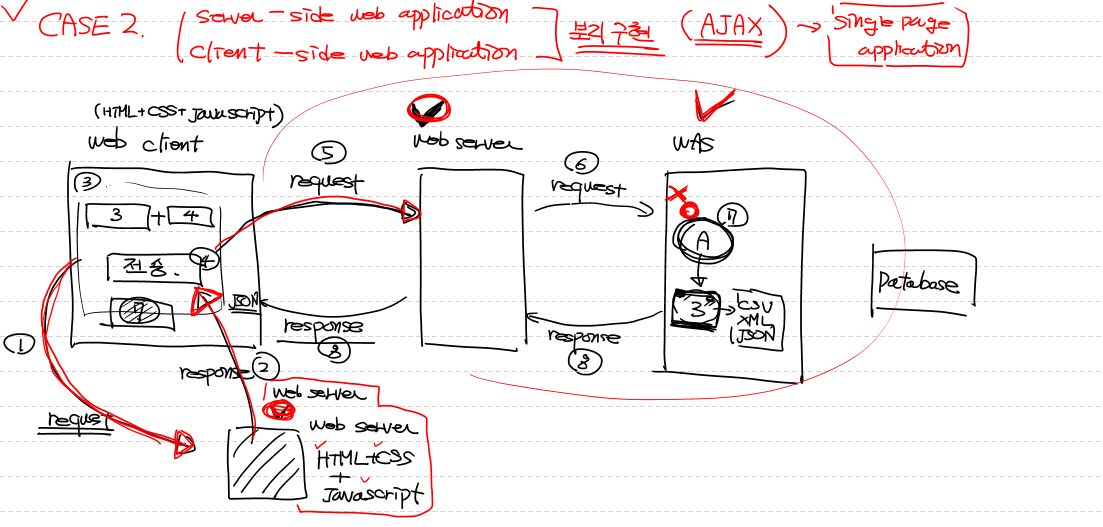 CASE 2. server-side web application
client-side web application
분리 구현 (AJAX) → single page application
(HTML+CSS+Javascript)
web client
web server
WAS
③
3 + 4
전송.
④
⑤
request
⑥
request
⑦
A
"3"
CSV
XML
JSON
Database
JSON
response
⑧
response
⑧
①
request
response ②
web server
web server
HTML+CSS
+
Javascript